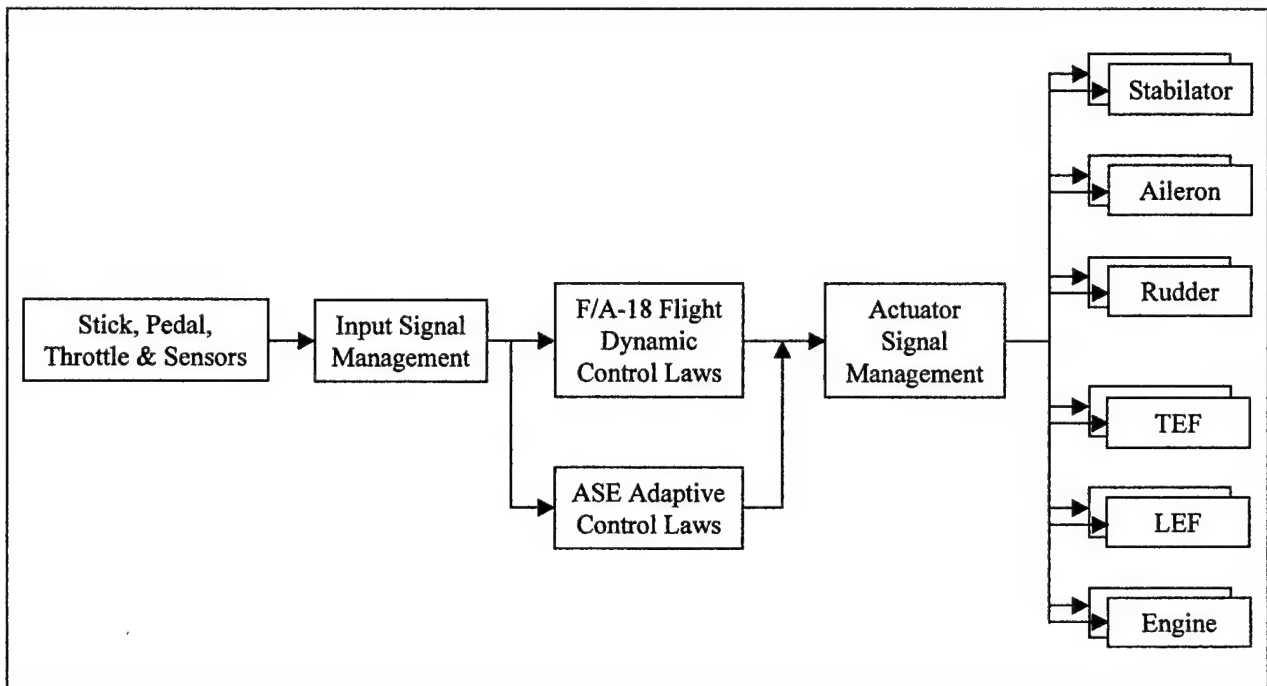 Stick, Pedal,
Throttle & Sensors
Input Signal
Management
F/A-18 Flight
Dynamic
Control Laws
ASE Adaptive
Control Laws
Actuator
Signal
Management
Stabilator
Aileron
Rudder
TEF
LEF
Engine